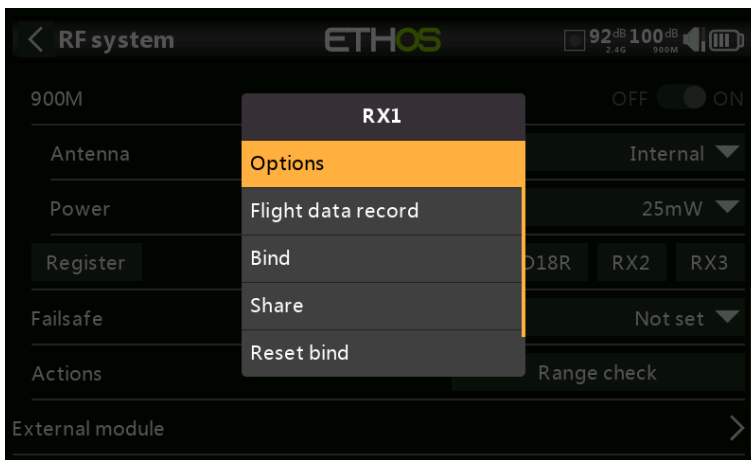 RF system ETHOS 92dB 2.4G 100dB 900M
900M OFF ON
RX1
Antenna Internal
Options
Power Flight data record 25mW
Register Bind D18R RX2 RX3
Share
Failsafe Not set
Reset bind
Actions Range check
External module